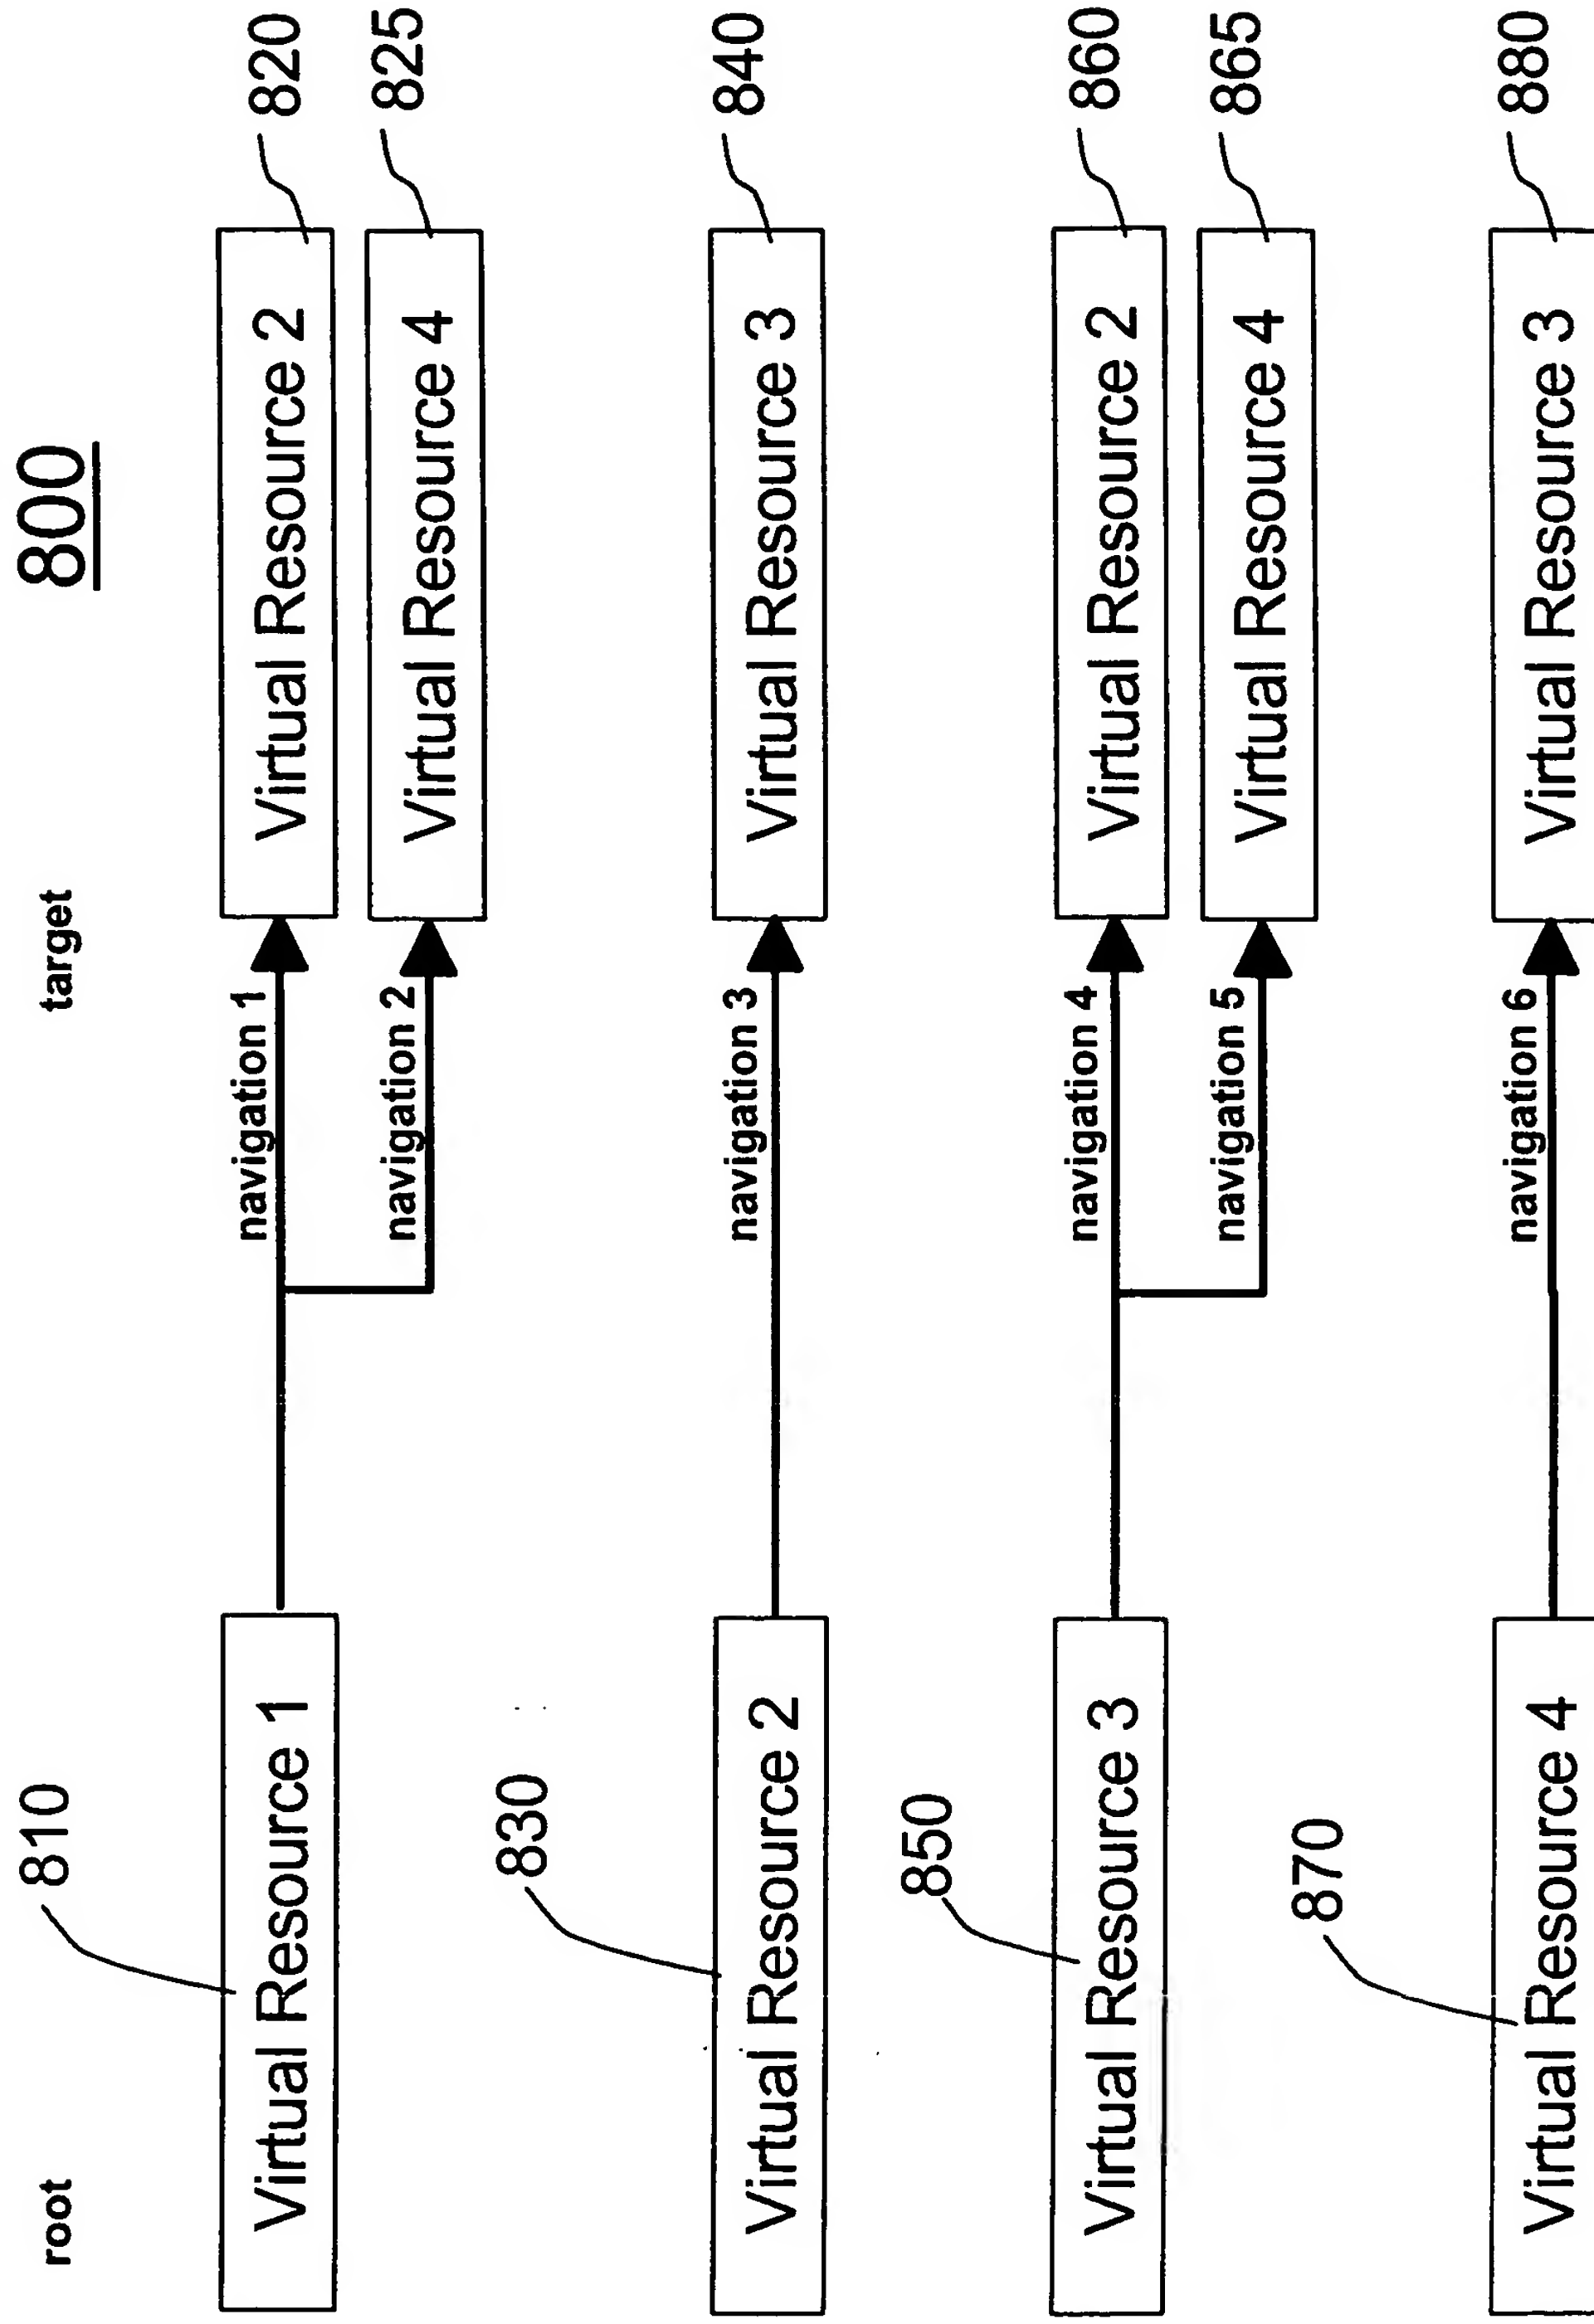 800
root
target
810
Virtual Resource 1
navigation 1
Virtual Resource 2
820
navigation 2
Virtual Resource 4
825
830
Virtual Resource 2
navigation 3
Virtual Resource 3
840
850
Virtual Resource 3
navigation 4
Virtual Resource 2
860
navigation 5
Virtual Resource 4
865
870
Virtual Resource 4
navigation 6
Virtual Resource 3
880